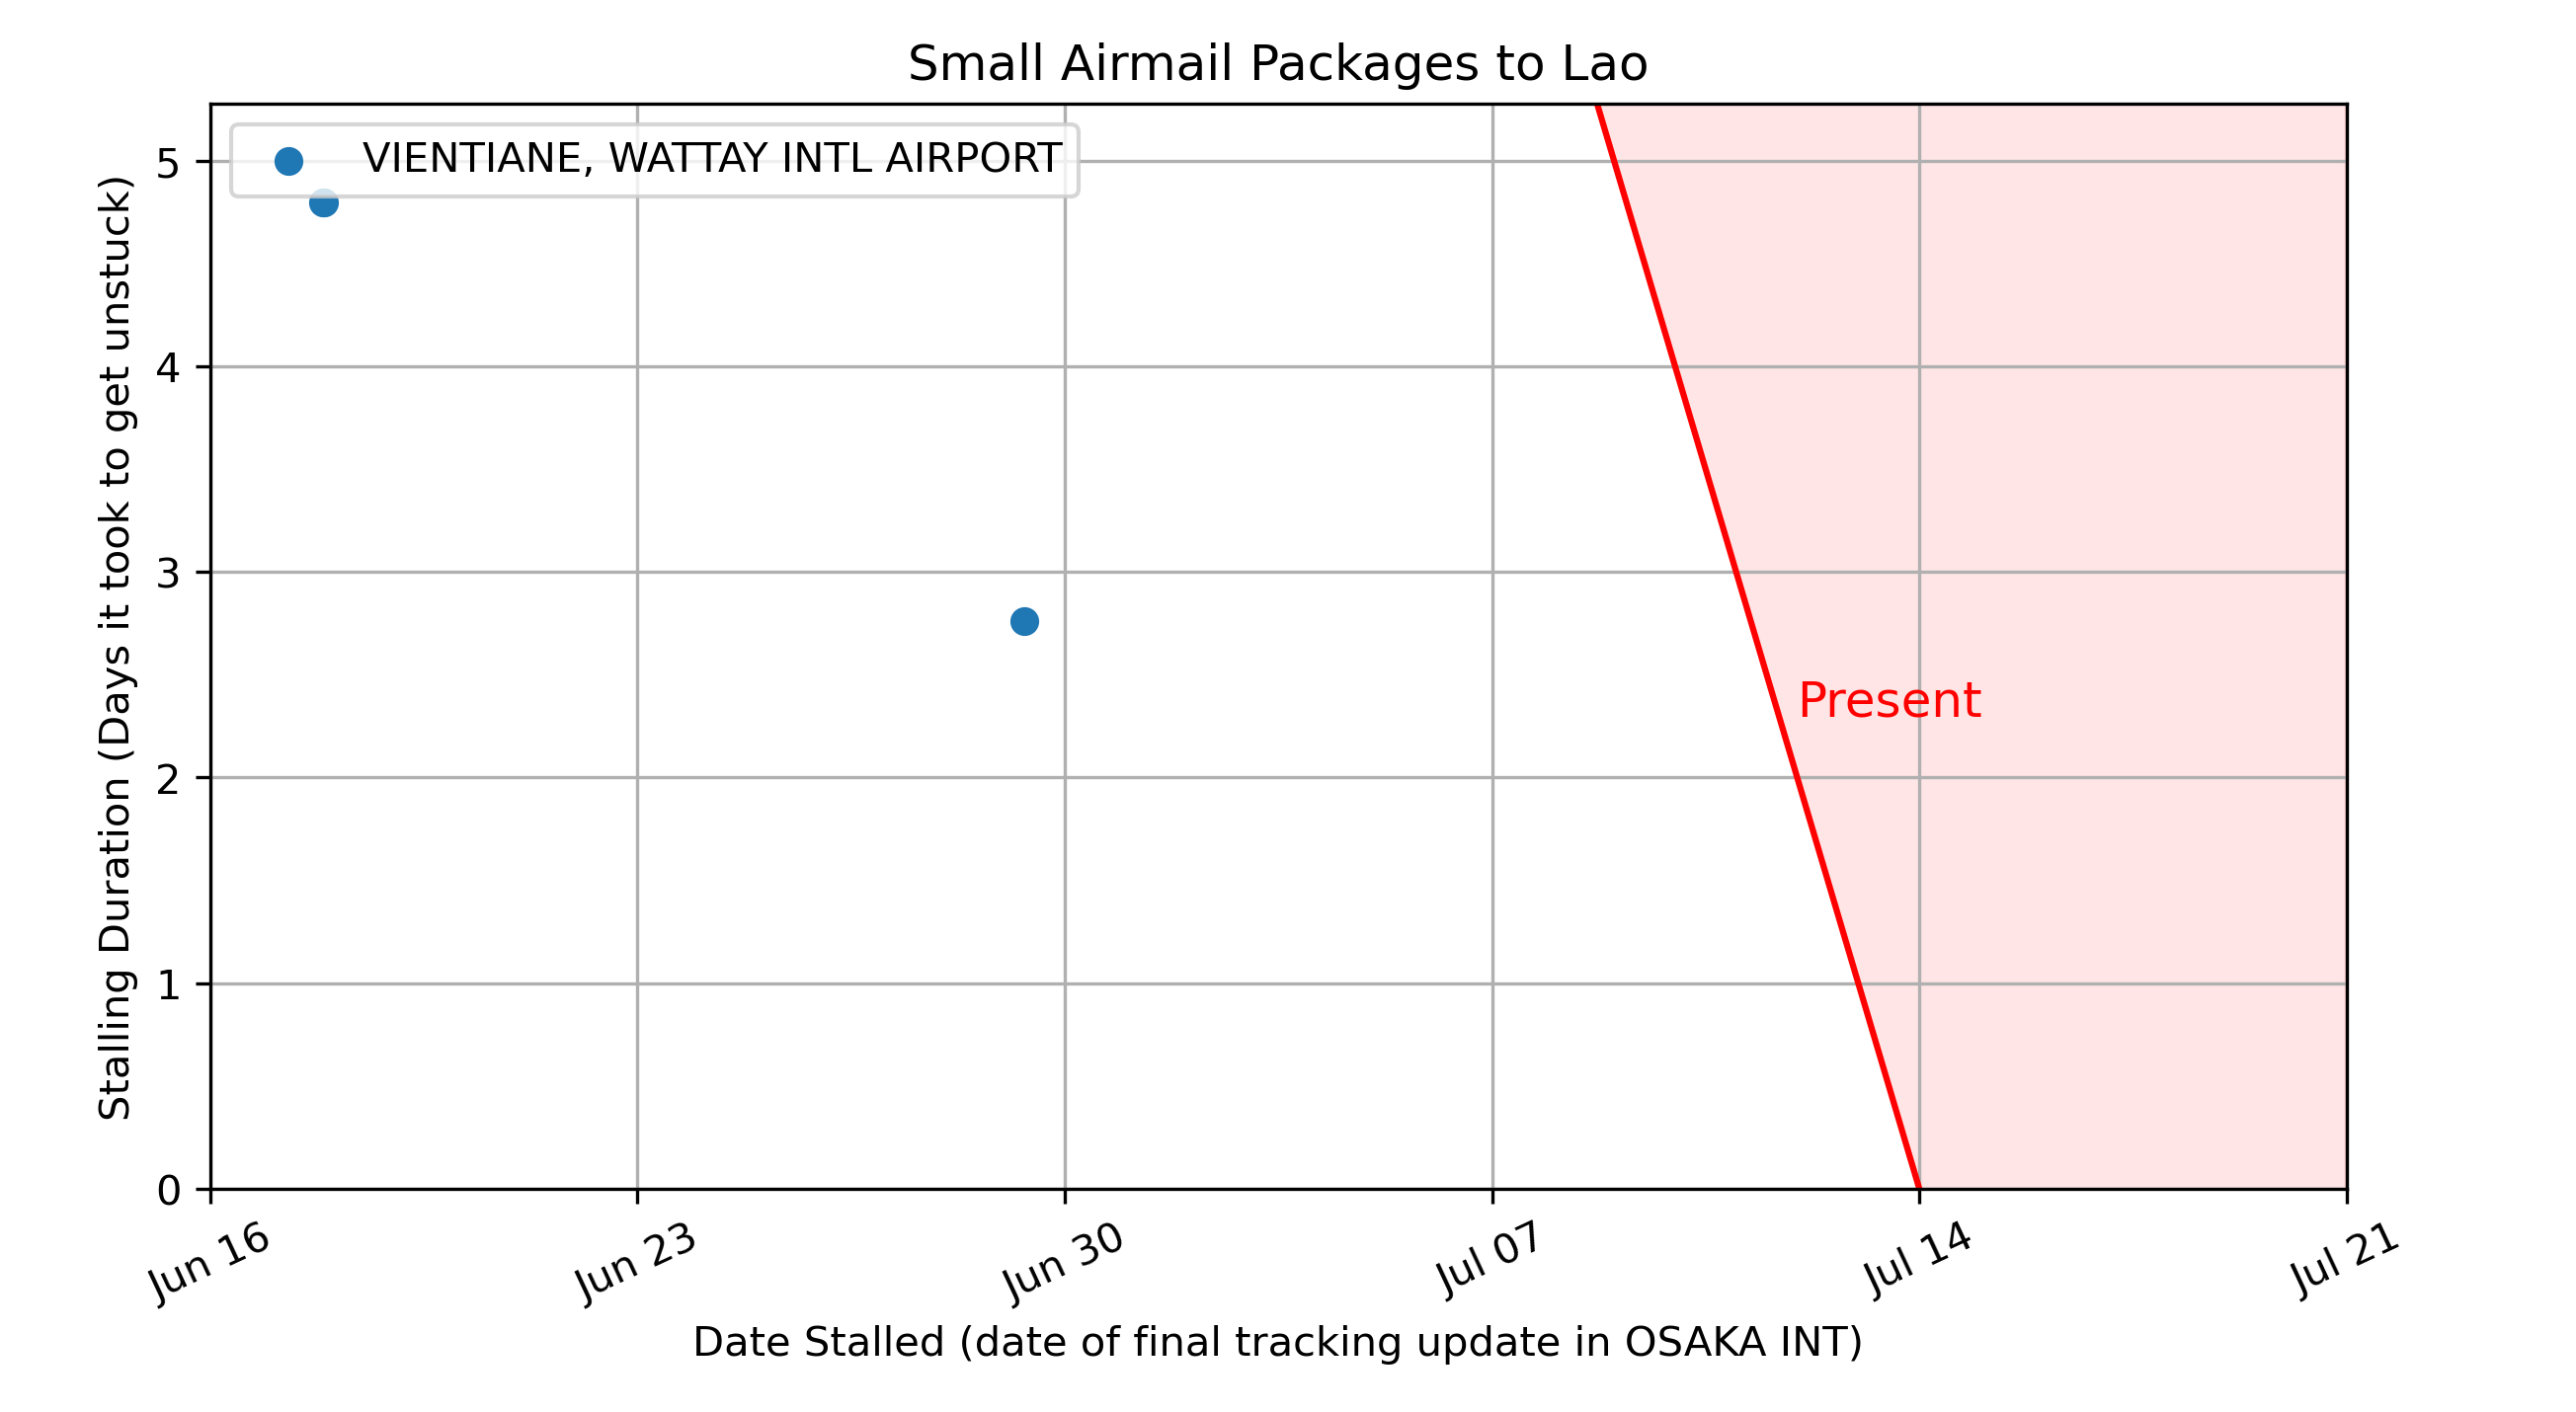 Small Airmail Packages to Lao
VIENTIANE, WATTAY INTL AIRPORT
Stalling Duration (Days it took to get unstuck)
5
4
3
2
1
0
Present
Jun 16
Jun 23
Jun 30
Jul 07
Jul 14
Jul 21
Date Stalled (date of final tracking update in OSAKA INT)